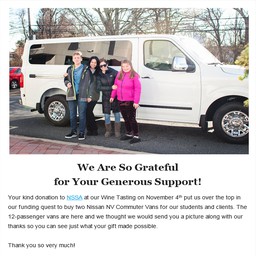 We Are So Grateful
for Your Generous Support!
Your kind donation to NSSA at our Wine Tasting on November 4th put us over the top in
our funding quest to buy two Nissan NV Commuter Vans for our students and clients. The
12-passenger vans are here and we thought we would send you a picture along with our
thanks so you can see just what your gift made possible.
Thank you so very much!